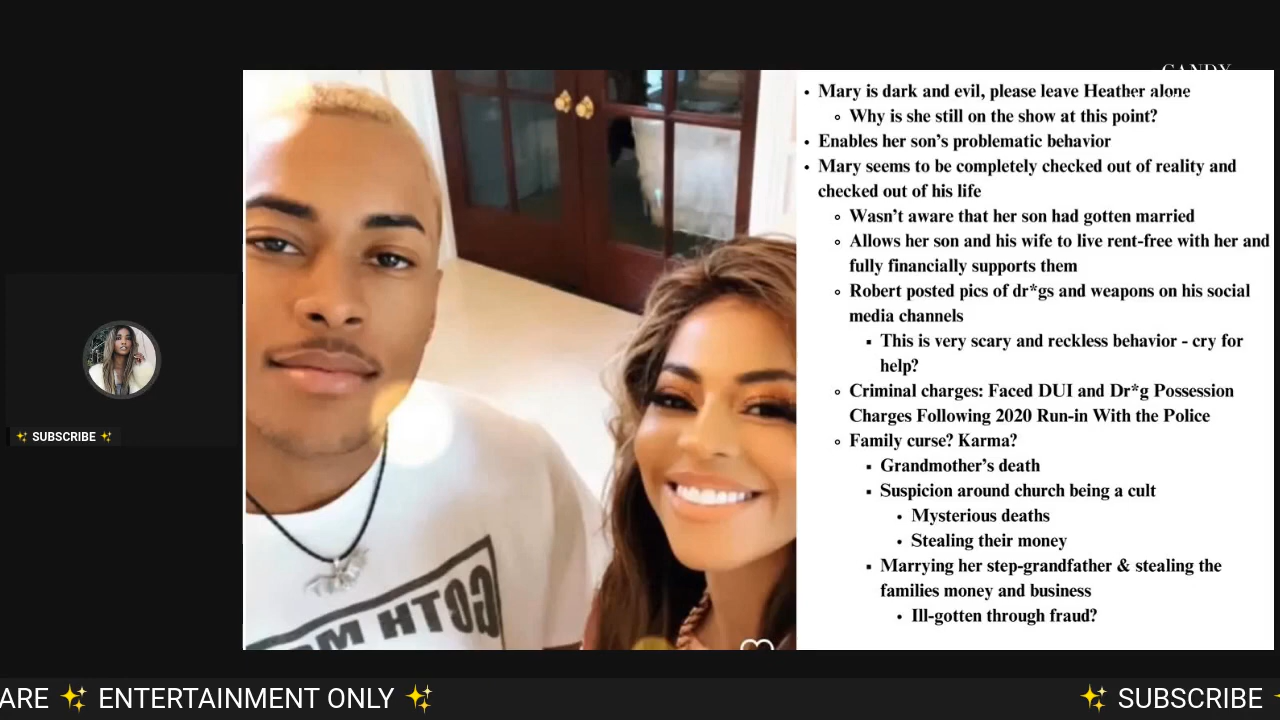 CANDY
Mary is dark and evil, please leave Heather alone
Why is she still on the show at this point?
Enables her son's problematic behavior
Mary seems to be completely checked out of reality and
checked out of his life
Wasn't aware that her son had gotten married
Allows her son and his wife to live rent-free with her and
fully financially supports them
Robert posted pics of dr*gs and weapons on his social
media channels
This is very scary and reckless behavior - cry for
help?
Criminal charges: Faced DUI and Dr*g Possession
Charges Following 2020 Run-in With the Police
Family curse? Karma?
Grandmother's death
Suspicion around church being a cult
Mysterious deaths
Stealing their money
Marrying her step-grandfather & stealing the
families money and business
Ill-gotten through fraud?
GOTH M
✨ SUBSCRIBE ✨
ARE ✨ ENTERTAINMENT ONLY ✨ ✨ SUBSCRIBE